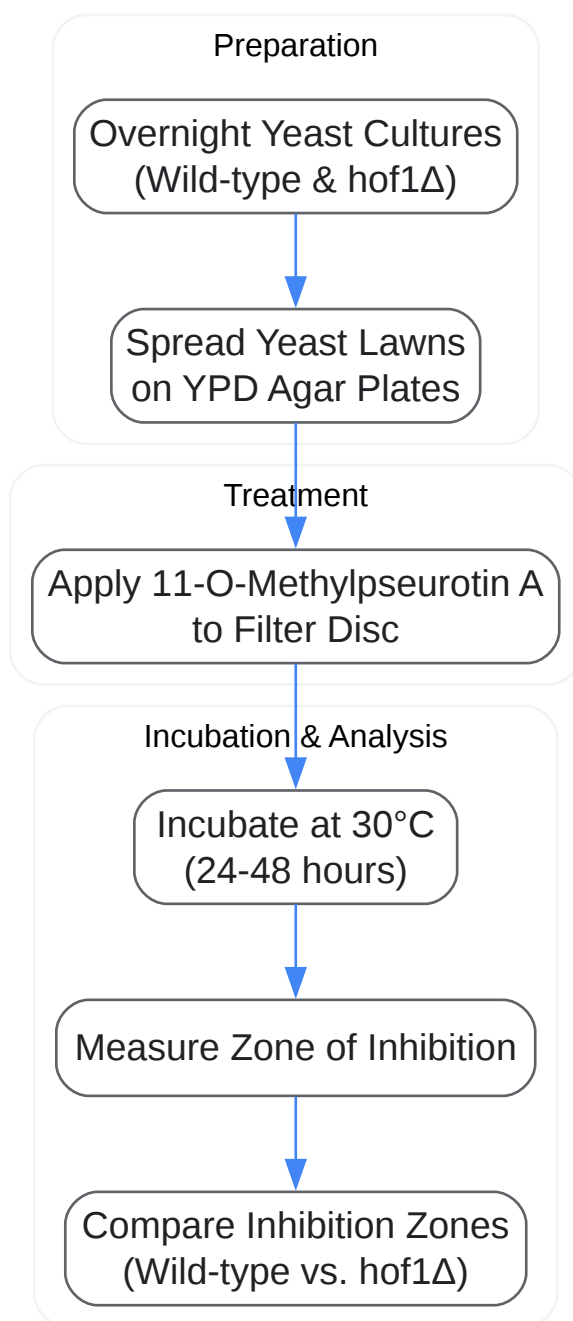 Preparation
Overnight Yeast Cultures
(Wild-type & hof1Δ)
Spread Yeast Lawns
on YPD Agar Plates
Treatment
Apply 11-O-Methylpseurotin A
to Filter Disc
Incubation & Analysis
Incubate at 30°C
(24-48 hours)
Measure Zone of Inhibition
Compare Inhibition Zones
(Wild-type vs. hof1Δ)